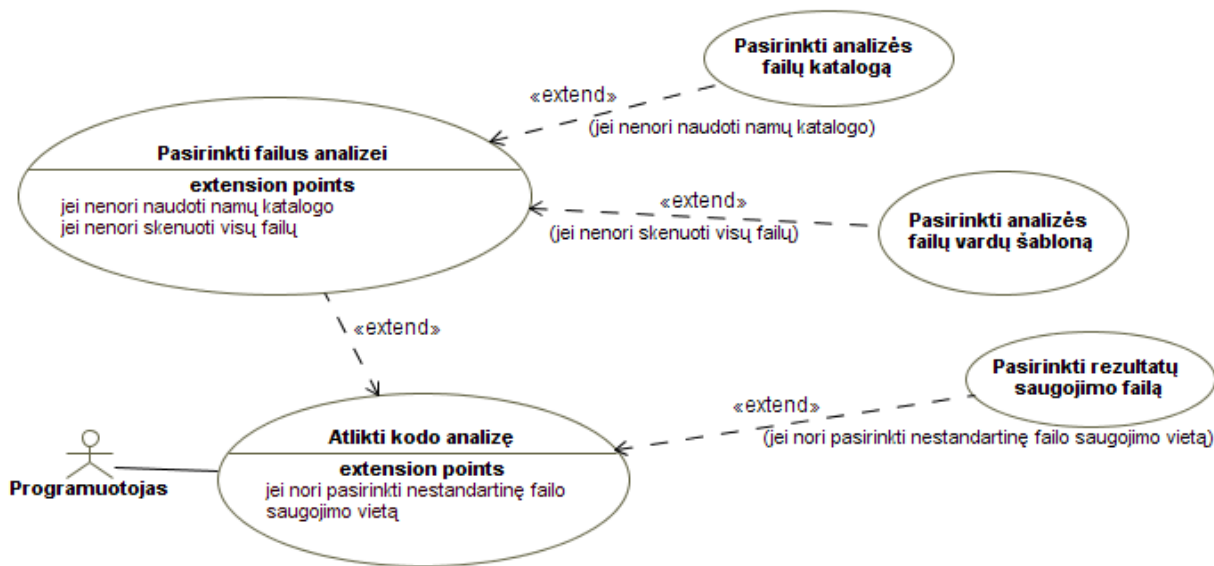 Pasirinkti analizės
failų katalogą
«extend»
(jei nenori naudoti namų katalogo)
Pasirinkti failus analizei
extension points
jei nenori naudoti namų katalogo
jei nenori skenuoti visų failų
«extend»
(jei nenori skenuoti visų failų)
Pasirinkti analizės
failų vardų šabloną
«extend»
Pasirinkti rezultatų
saugojimo failą
«extend»
(jei nori pasirinkti nestandartinę failo saugojimo vietą)
Atlikti kodo analizę
extension points
jei nori pasirinkti nestandartinę failo
saugojimo vietą
Programuotojas